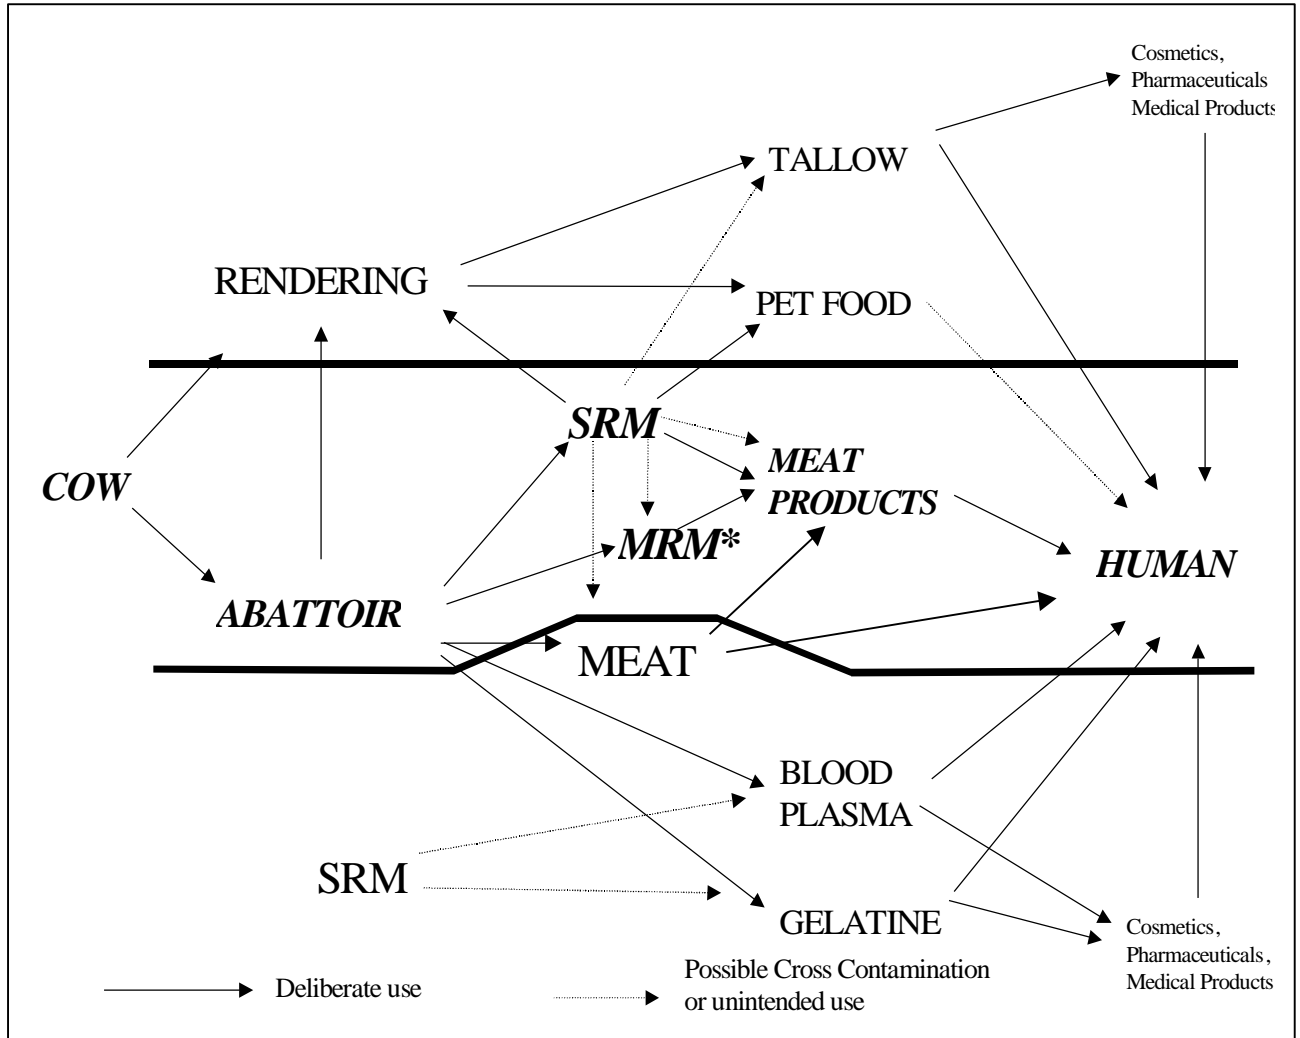 Cosmetics,
Pharmaceuticals
Medical Products
TALLOW
RENDERING
PET FOOD
SRM
COW
MEAT
PRODUCTS
MRM*
HUMAN
ABATTOIR
MEAT
BLOOD
PLASMA
SRM
GELATINE
Cosmetics,
Pharmaceuticals,
Medical Products
Deliberate use
Possible Cross Contamination
or unintended use